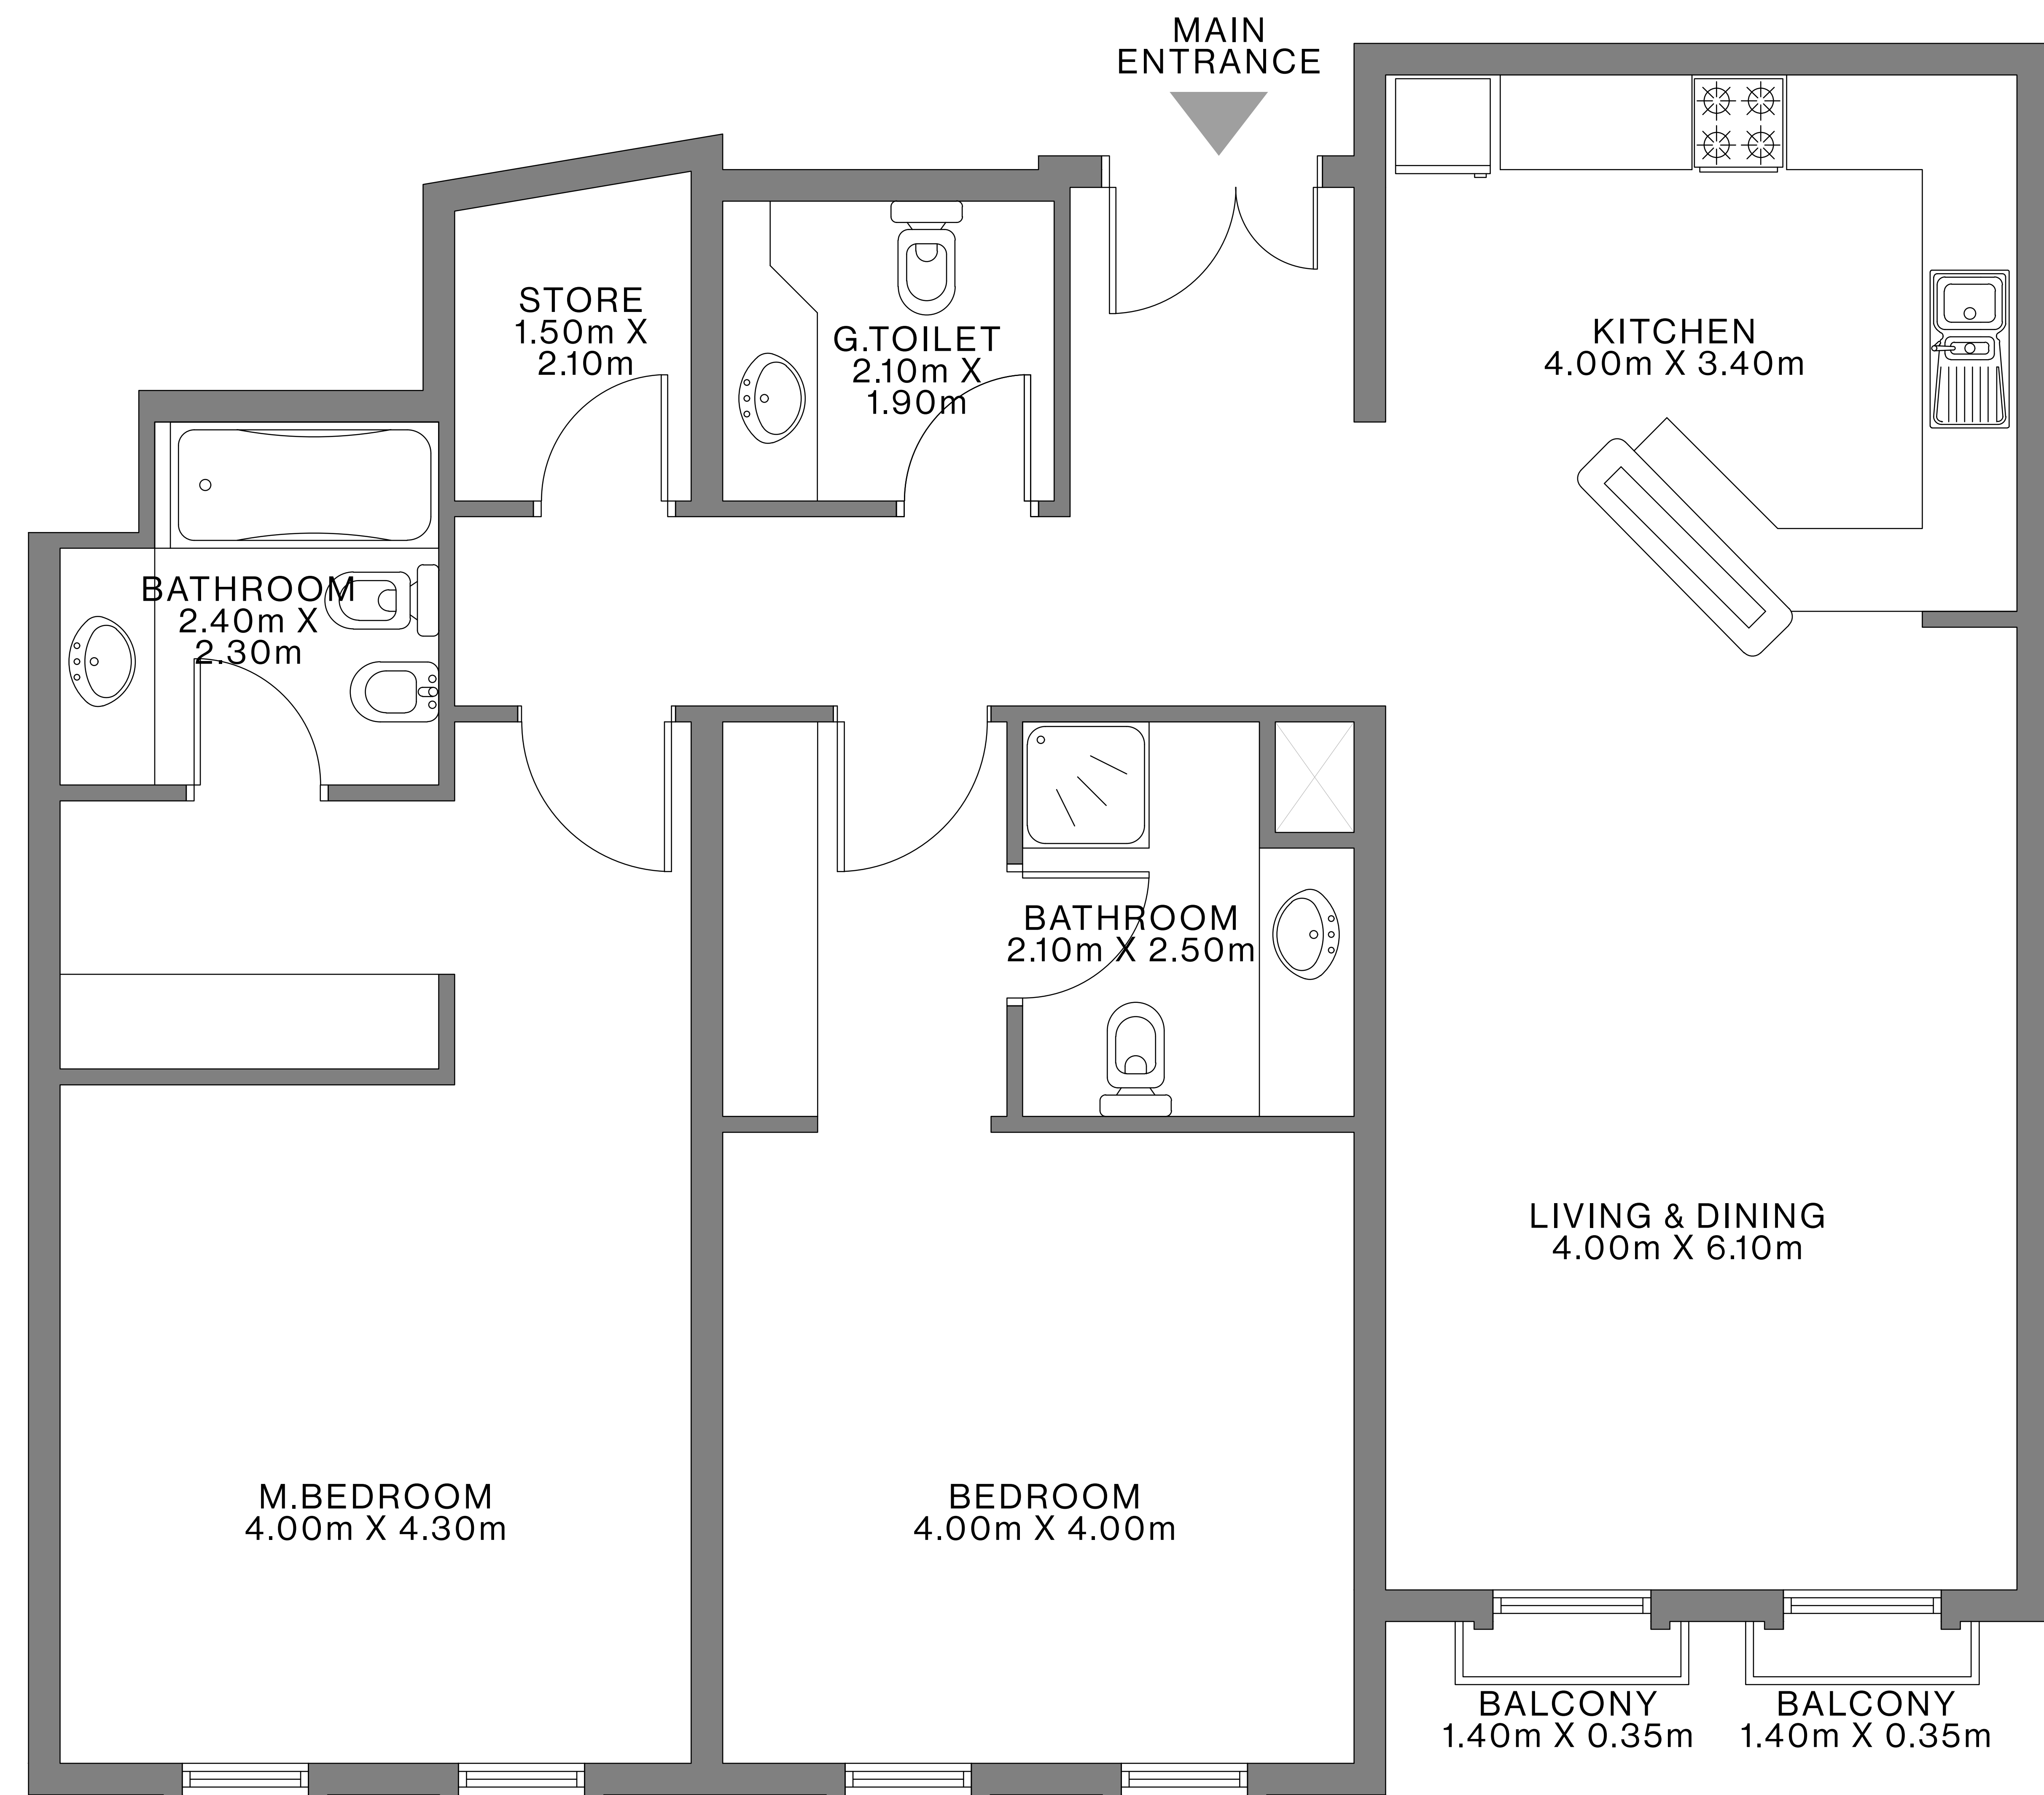 MAIN
ENTRANCE
STORE
1.50m X
2.10m
G.TOILET
2.10m X
1.90m
KITCHEN
4.00m X 3.40m
BATHROOM
2.40m X
2.30m
BATHROOM
2.10m X 2.50m
LIVING & DINING
4.00m X 6.10m
M.BEDROOM
4.00m X 4.30m
BEDROOM
4.00m X 4.00m
BALCONY
1.40m X 0.35m
BALCONY
1.40m X 0.35m